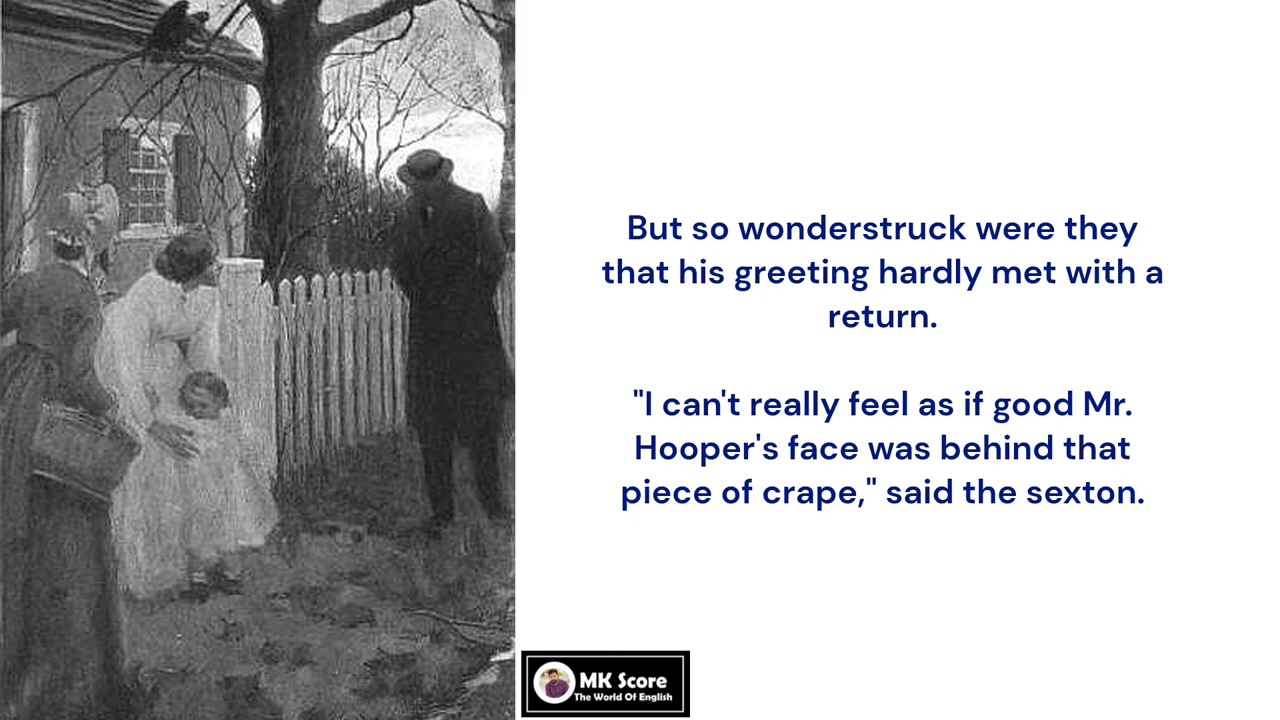 But so wonderstruck were they
that his greeting hardly met with a
return.
"I can't really feel as if good Mr.
Hooper's face was behind that
piece of crape," said the sexton.
MK Score
The World Of English